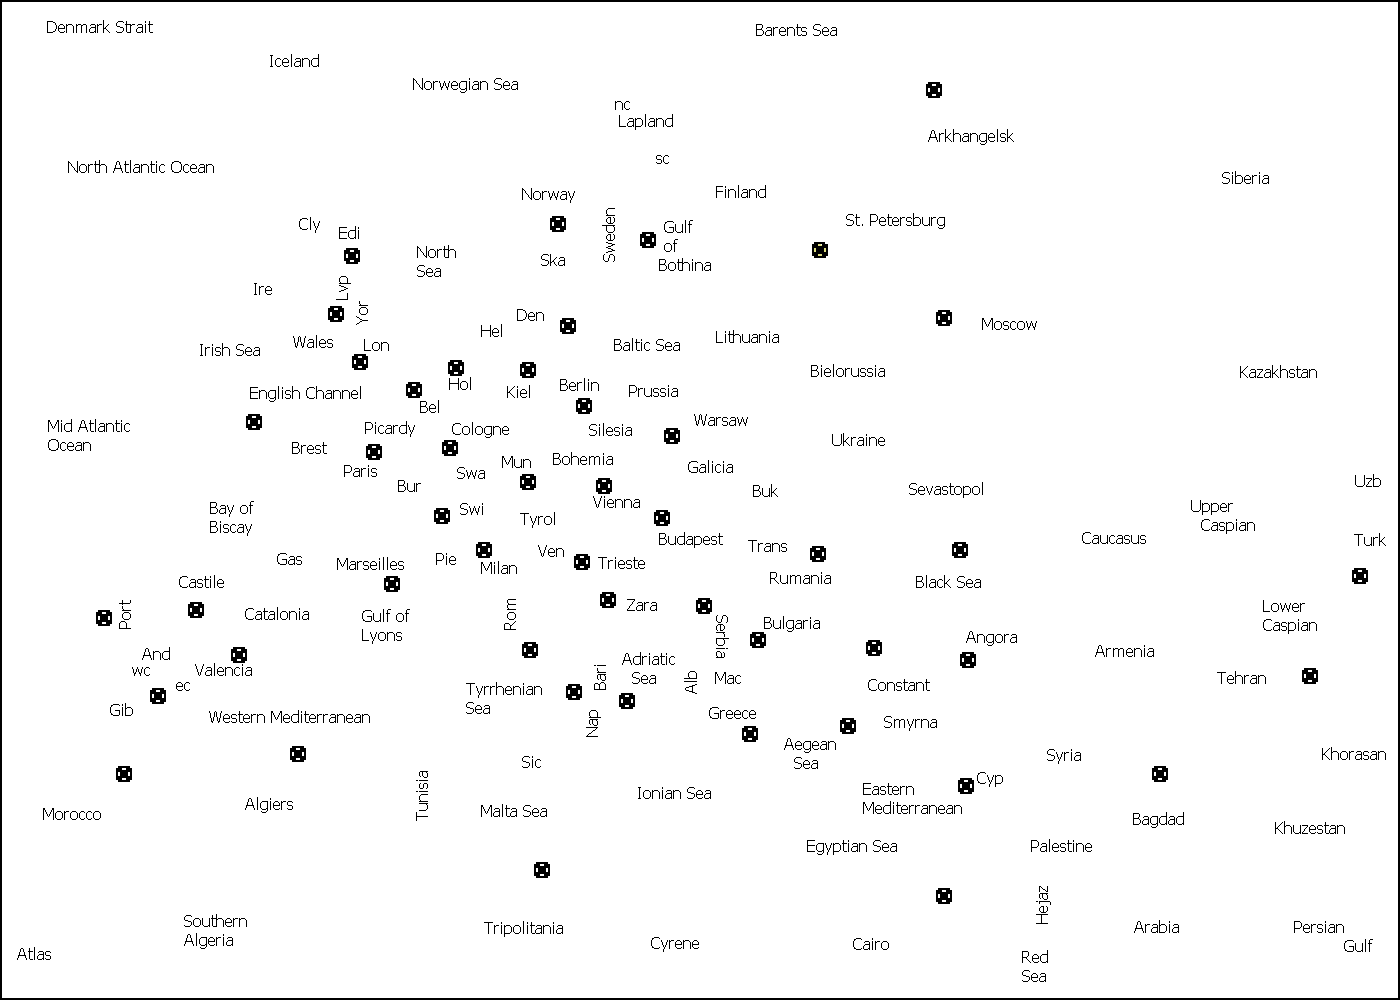 Denmark Strait
Barents Sea
Iceland
Norwegian Sea
nc
Lapland
Arkhangelsk
sc
North Atlantic Ocean
Siberia
Norway
Finland
St. Petersburg
Cly
Edi
Sweden
Gulf
of
Bothina
North
Sea
Ska
Ire
Lvp
Yor
Den
Hel
Moscow
Wales
Lon
Irish Sea
Baltic Sea
Lithuania
Bielorussia
Kazakhstan
English Channel
Hol
Kiel
Berlin
Prussia
Bel
Mid Atlantic
Ocean
Picardy
Cologne
Silesia
Warsaw
Ukraine
Brest
Paris
Swa
Mun
Bohemia
Galicia
Bur
Buk
Sevastopol
Uzb
Vienna
Bay of
Biscay
Swi
Tyrol
Upper
Caspian
Budapest
Caucasus
Turk
Gas
Marseilles
Pie
Milan
Ven
Trieste
Trans
Rumania
Black Sea
Castile
Port
Catalonia
Gulf of
Lyons
Rom
Zara
Serbia
Bulgaria
Lower
Caspian
Angora
Armenia
And
wc
ec
Valencia
Adriatic
Sea
Bari
Alb
Mac
Constant
Tehran
Tyrrhenian
Sea
Gib
Western Mediterranean
Nap
Greece
Smyrna
Aegean
Sea
Syria
Khorasan
Sic
Cyp
Tunisia
Ionian Sea
Eastern
Mediterranean
Morocco
Algiers
Malta Sea
Bagdad
Khuzestan
Egyptian Sea
Palestine
Hejaz
Southern
Algeria
Tripolitania
Cyrene
Cairo
Arabia
Persian
Gulf
Atlas
Red
Sea